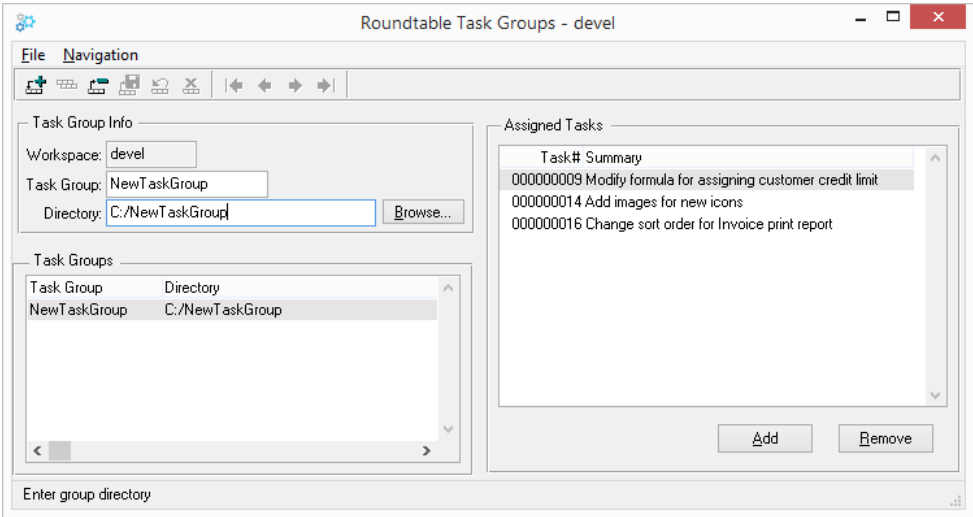 Roundtable Task Groups - devel
File Navigation
Task Group Info
Workspace: devel
Task Group: NewTaskGroup
Directory: C:/NewTaskGroup Browse...
Task Groups
Task Group Directory
NewTaskGroup C:/NewTaskGroup
Assigned Tasks
Task# Summary
000000009 Modify formula for assigning customer credit limit
000000014 Add images for new icons
000000016 Change sort order for Invoice print report
Add Remove
Enter group directory